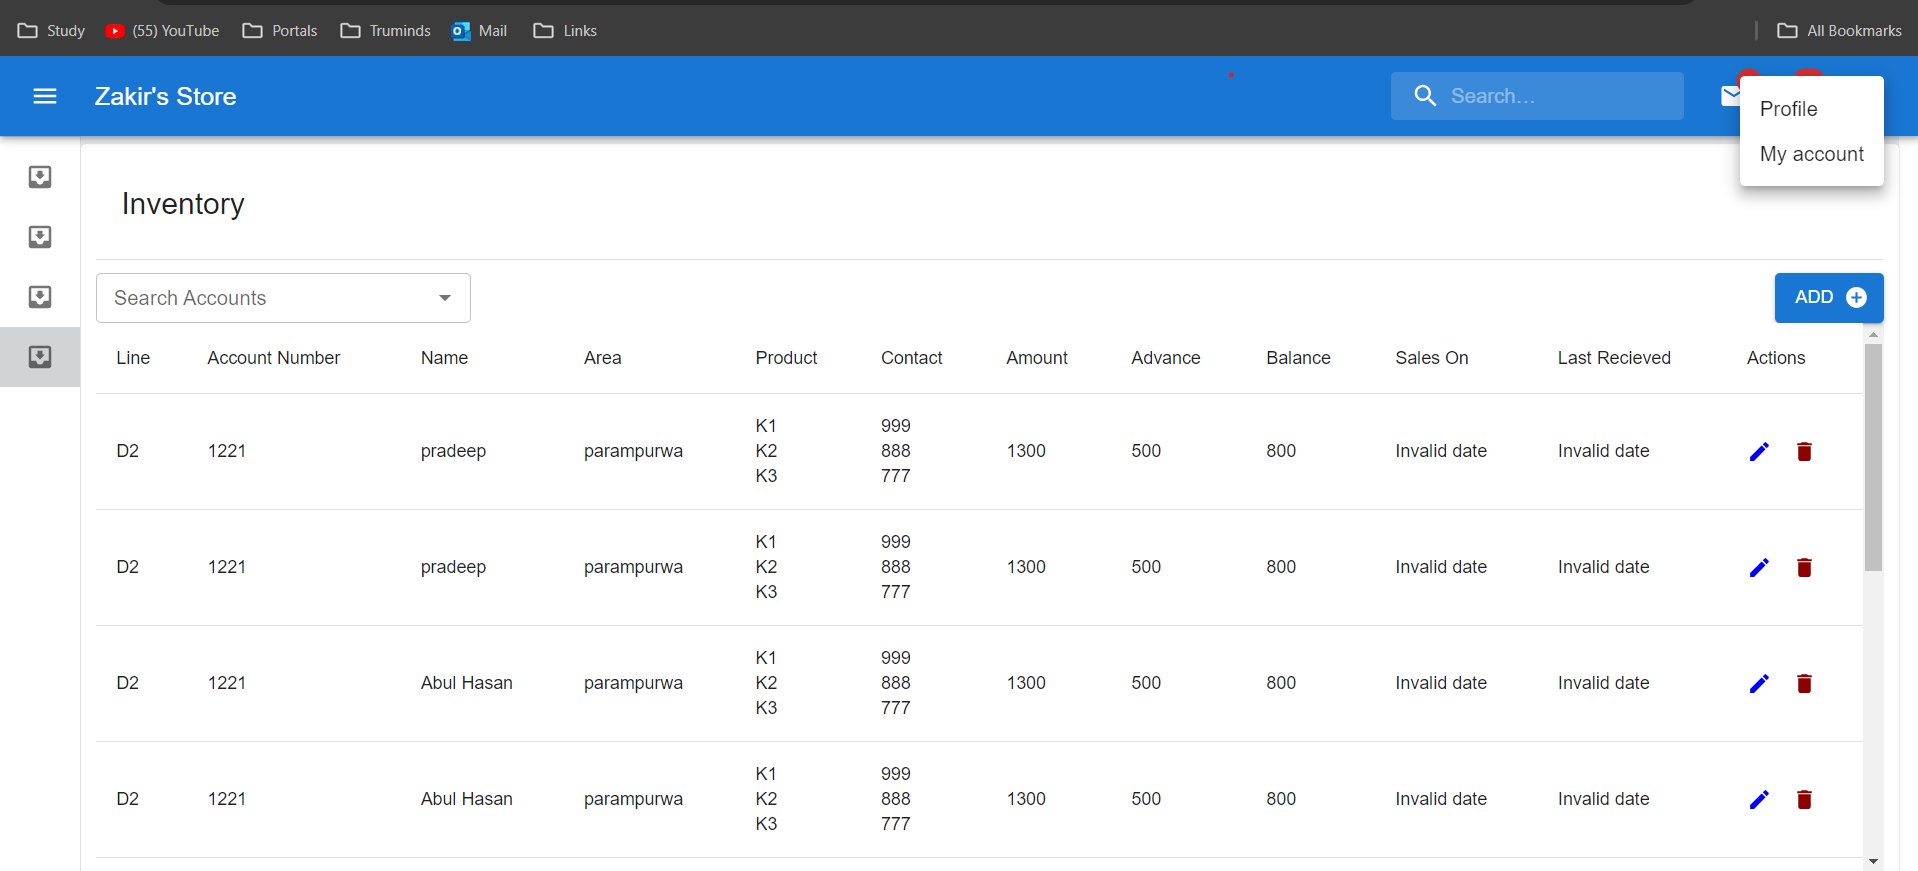 Study (55) YouTube Portals Truminds Mail Links All Bookmarks
Zakir's Store Search...
Profile
My account
Inventory
Search Accounts ADD
Line Account Number Name Area Product Contact Amount Advance Balance Sales On Last Recieved Actions
D2 1221 pradeep parampurwa K1 K2 K3 999 888 777 1300 500 800 Invalid date Invalid date
D2 1221 pradeep parampurwa K1 K2 K3 999 888 777 1300 500 800 Invalid date Invalid date
D2 1221 Abul Hasan parampurwa K1 K2 K3 999 888 777 1300 500 800 Invalid date Invalid date
D2 1221 Abul Hasan parampurwa K1 K2 K3 999 888 777 1300 500 800 Invalid date Invalid date